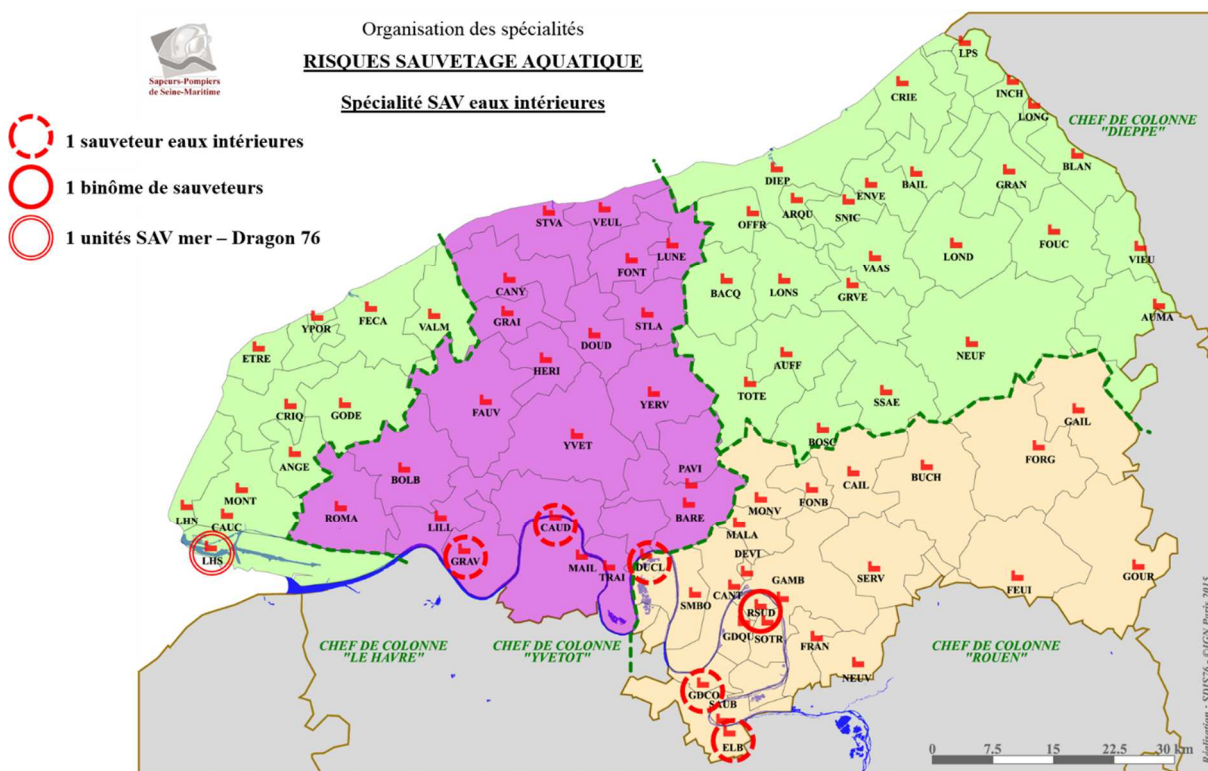 Organisation des spécialités
RISQUES SAUVETAGE AQUATIQUE
Spécialité SAV eaux intérieures
Sapeurs-Pompiers
de Seine-Maritime
1 sauveteur eaux intérieures
1 binôme de sauveteurs
1 unités SAV mer – Dragon 76
CHEF DE COLONNE
"DIEPPE"
LPS
CRIE
INCH
LONG
BLAN
DIEP
ENVE
BAIL
GRAN
OFFR
ARQU
SNIC
FOUC
VIEU
STVA
VEUL
LUNE
FONT
VAAS
LOND
CANY
BACQ
LONS
GRVE
AUMA
YPOR
FECA
VALM
GRAI
STLA
DOUD
NEUF
ETRE
HERI
AUFF
TOTE
SSAE
CRIQ
GODE
FAUV
YERV
GAIL
YVET
BOSC
FORG
ANGE
BOLB
PAVI
CAIL
BUCH
MONT
LHN
CAUC
ROMA
LILL
CAUD
BARE
MONV
FONB
MALA
LHS
GRAV
MAIL
TRAI
DUCL
DEVI
CANT
GAMB
SERV
FEUI
GOUR
SMBO
RSUD
GDQU
SOTR
FRAN
NEUV
CHEF DE COLONNE
"LE HAVRE"
CHEF DE COLONNE
"YVETOT"
CHEF DE COLONNE
"ROUEN"
GDCO
SAUB
ELB
0 7.5 15 22.5 30 km
Réalisation : SDIS76 - ©IGN Paris 2015